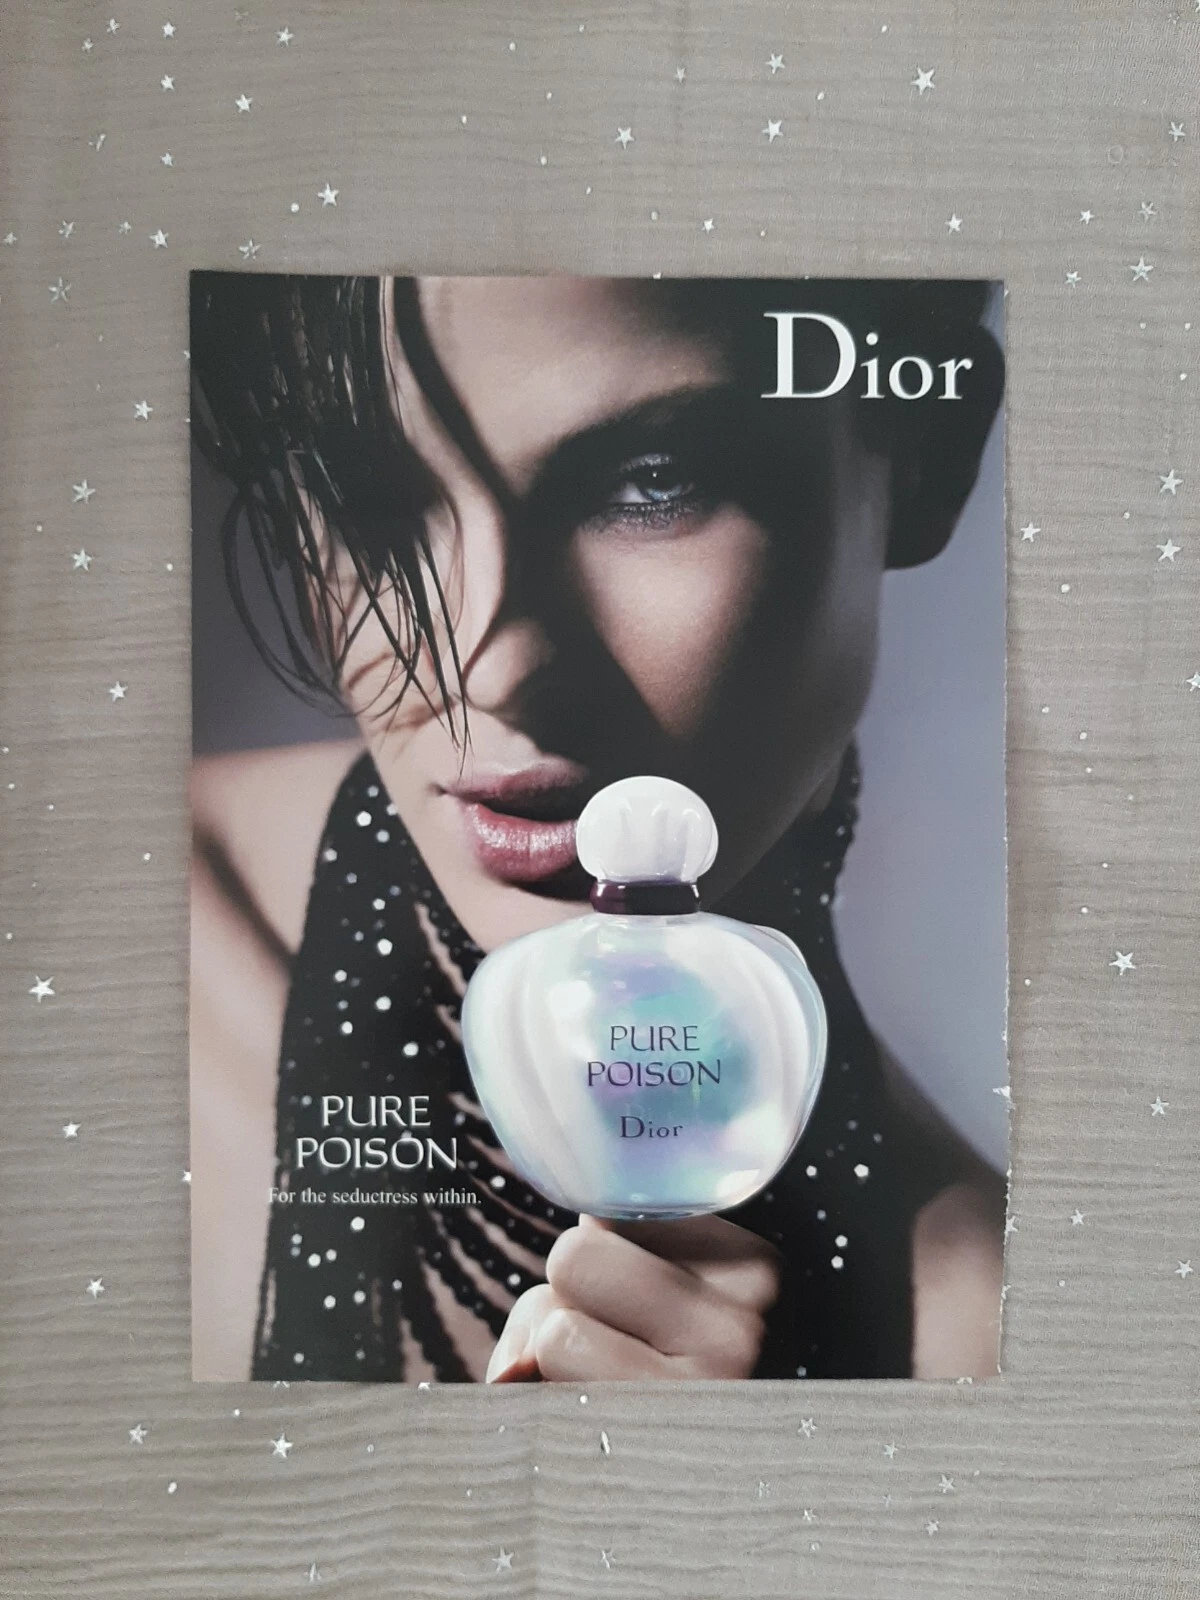 Dior
PURE
POISON
Dior
PURE
POISON
For the seductress within.